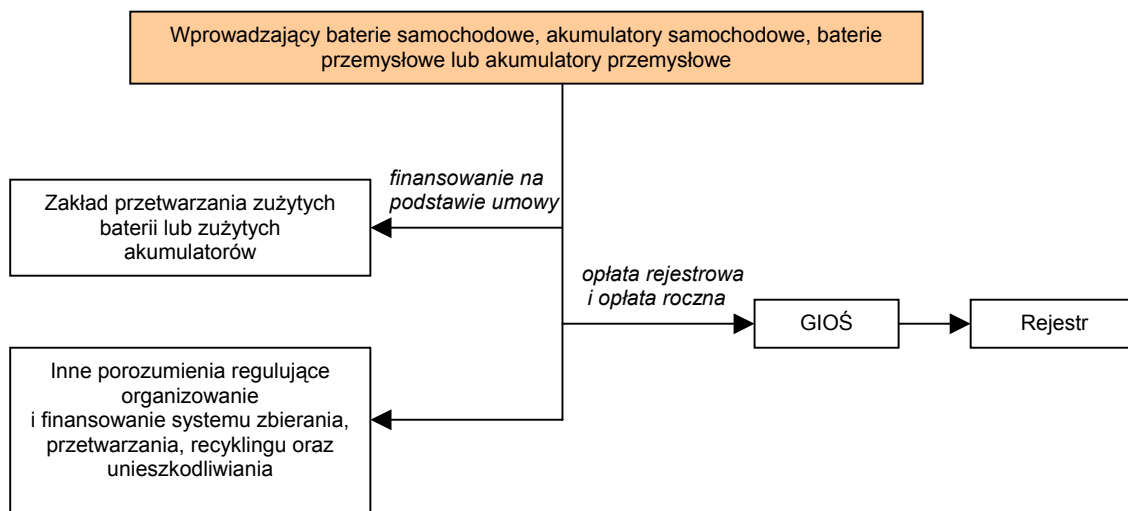 Wprowadzający baterie samochodowe, akumulatory samochodowe, baterie
przemysłowe lub akumulatory przemysłowe
finansowanie na
podstawie umowy
Zakład przetwarzania zużytych
baterii lub zużytych
akumulatorów
opłata rejestrowa
i opłata roczna
GIOŚ
Rejestr
Inne porozumienia regulujące
organizowanie
i finansowanie systemu zbierania,
przetwarzania, recyklingu oraz
unieszkodliwiania